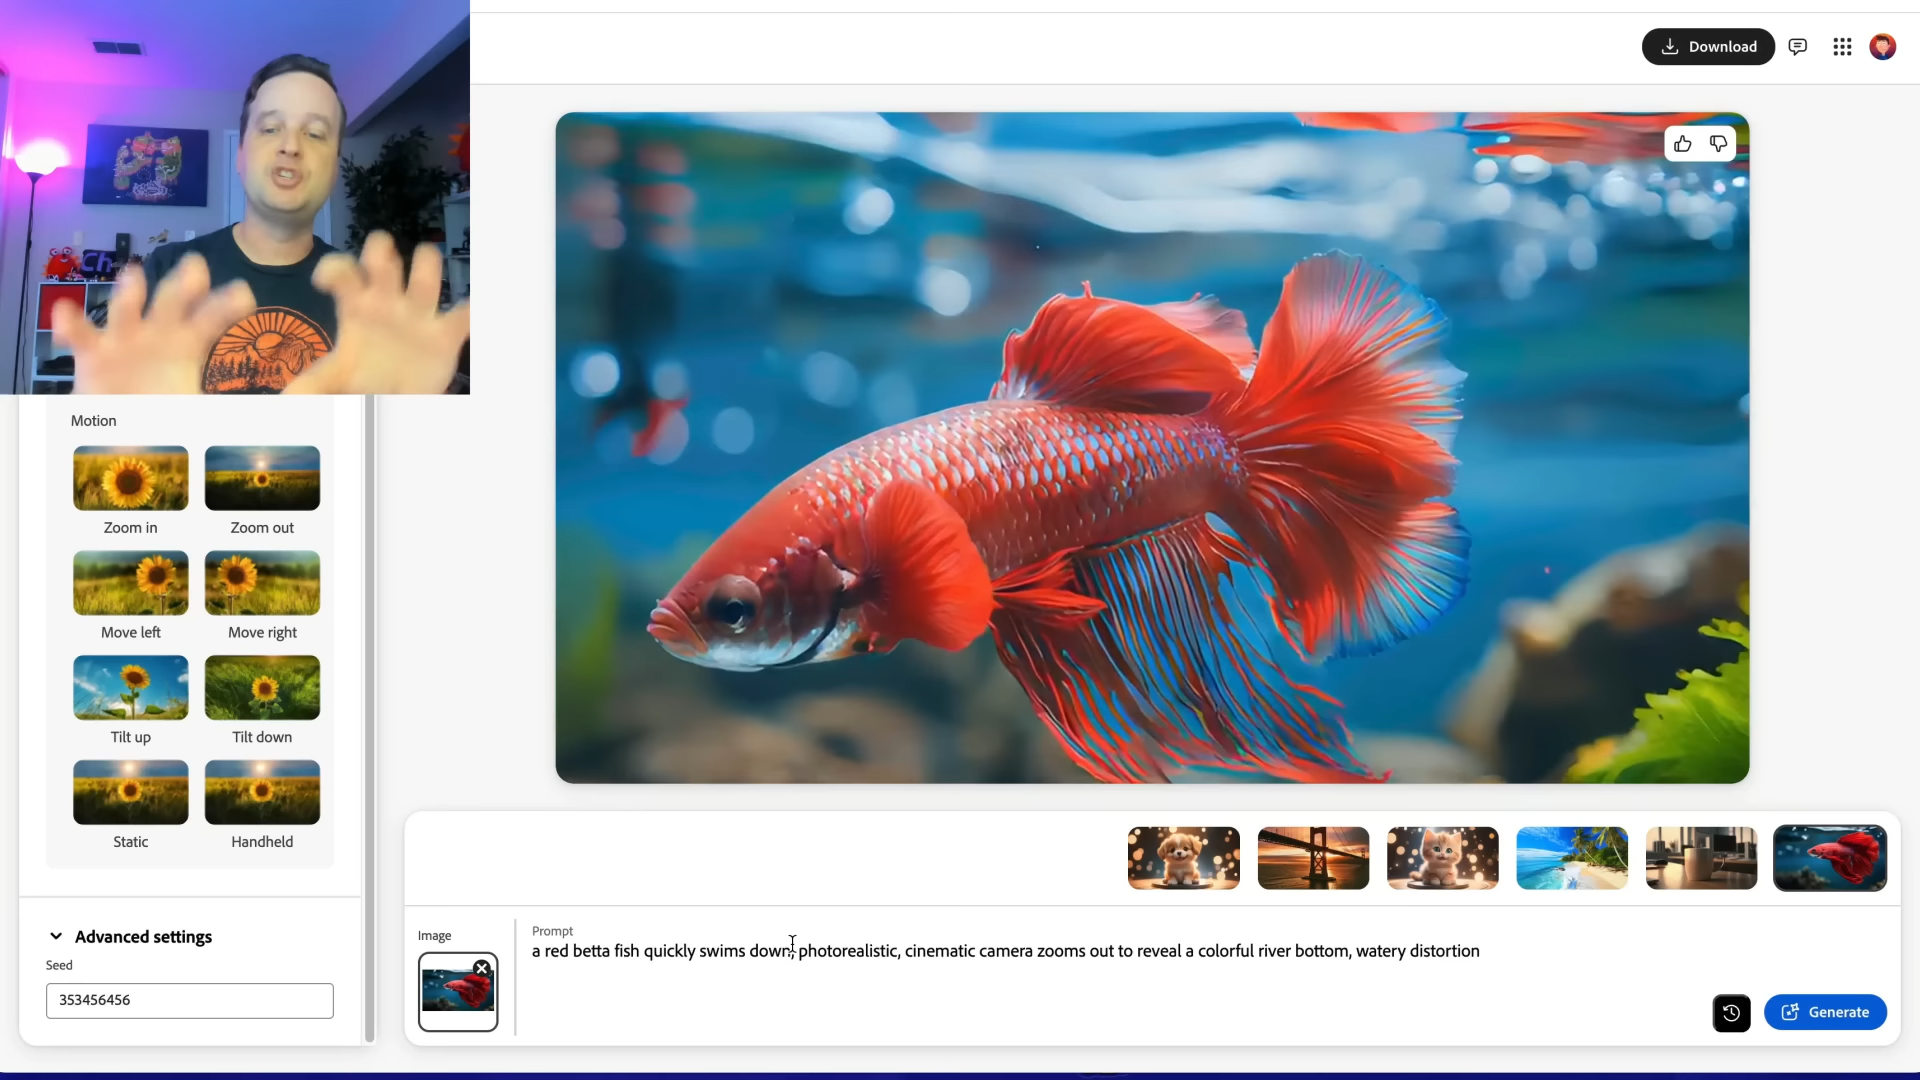 Download
Ch
Motion
Zoom in
Zoom out
Move left
Move right
Tilt up
Tilt down
Static
Handheld
Advanced settings
Seed
353456456
Image
Prompt
a red betta fish quickly swims down, photorealistic, cinematic camera zooms out to reveal a colorful river bottom, watery distortion
Generate